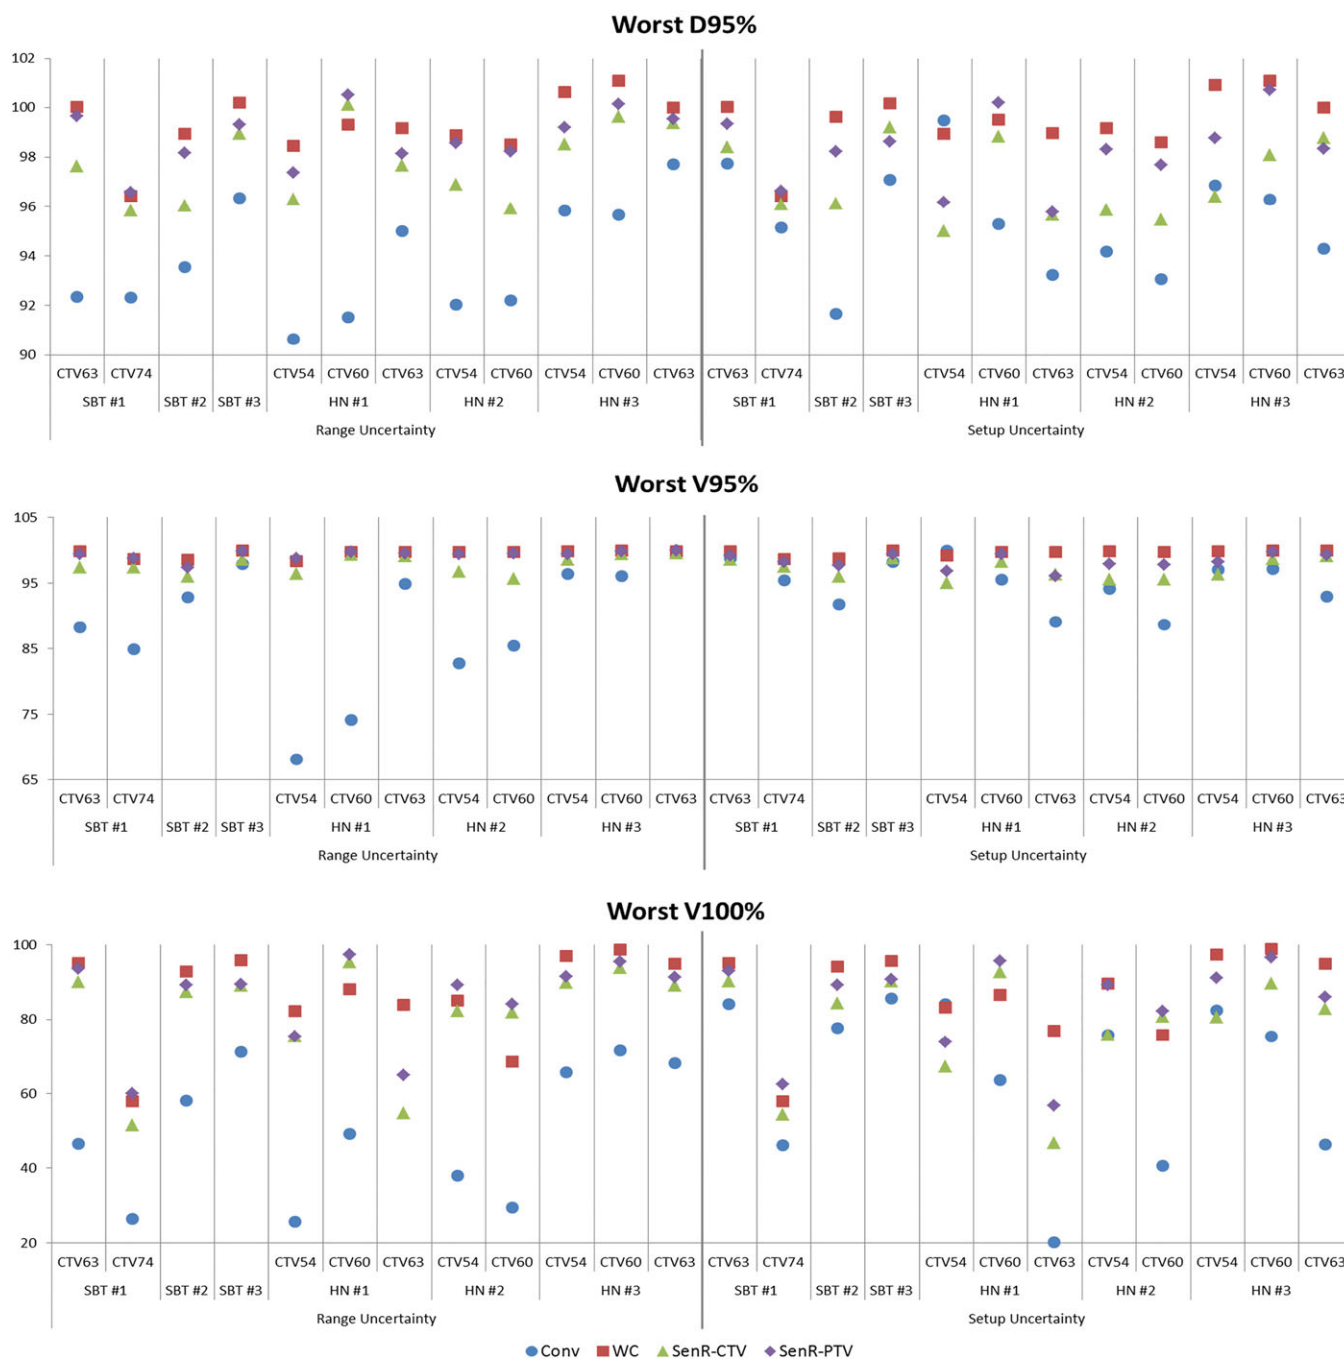 Worst D95%
102
100
98
96
94
92
90
CTV63 CTV74 CTV54 CTV60 CTV63 CTV54 CTV60 CTV54 CTV60 CTV63 CTV63 CTV74 CTV54 CTV60 CTV63 CTV54 CTV60 CTV54 CTV60 CTV63
SBT #1 SBT #2 SBT #3 HN #1 HN #2 HN #3 SBT #1 SBT #2 SBT #3 HN #1 HN #2 HN #3
Range Uncertainty Setup Uncertainty
Worst V95%
105
95
85
75
65
CTV63 CTV74 CTV54 CTV60 CTV63 CTV54 CTV60 CTV54 CTV60 CTV63 CTV63 CTV74 CTV54 CTV60 CTV63 CTV54 CTV60 CTV54 CTV60 CTV63
SBT #1 SBT #2 SBT #3 HN #1 HN #2 HN #3 SBT #1 SBT #2 SBT #3 HN #1 HN #2 HN #3
Range Uncertainty Setup Uncertainty
Worst V100%
100
80
60
40
20
CTV63 CTV74 CTV54 CTV60 CTV63 CTV54 CTV60 CTV54 CTV60 CTV63 CTV63 CTV74 CTV54 CTV60 CTV63 CTV54 CTV60 CTV54 CTV60 CTV63
SBT #1 SBT #2 SBT #3 HN #1 HN #2 HN #3 SBT #1 SBT #2 SBT #3 HN #1 HN #2 HN #3
Range Uncertainty Setup Uncertainty
Conv WC SenR-CTV SenR-PTV